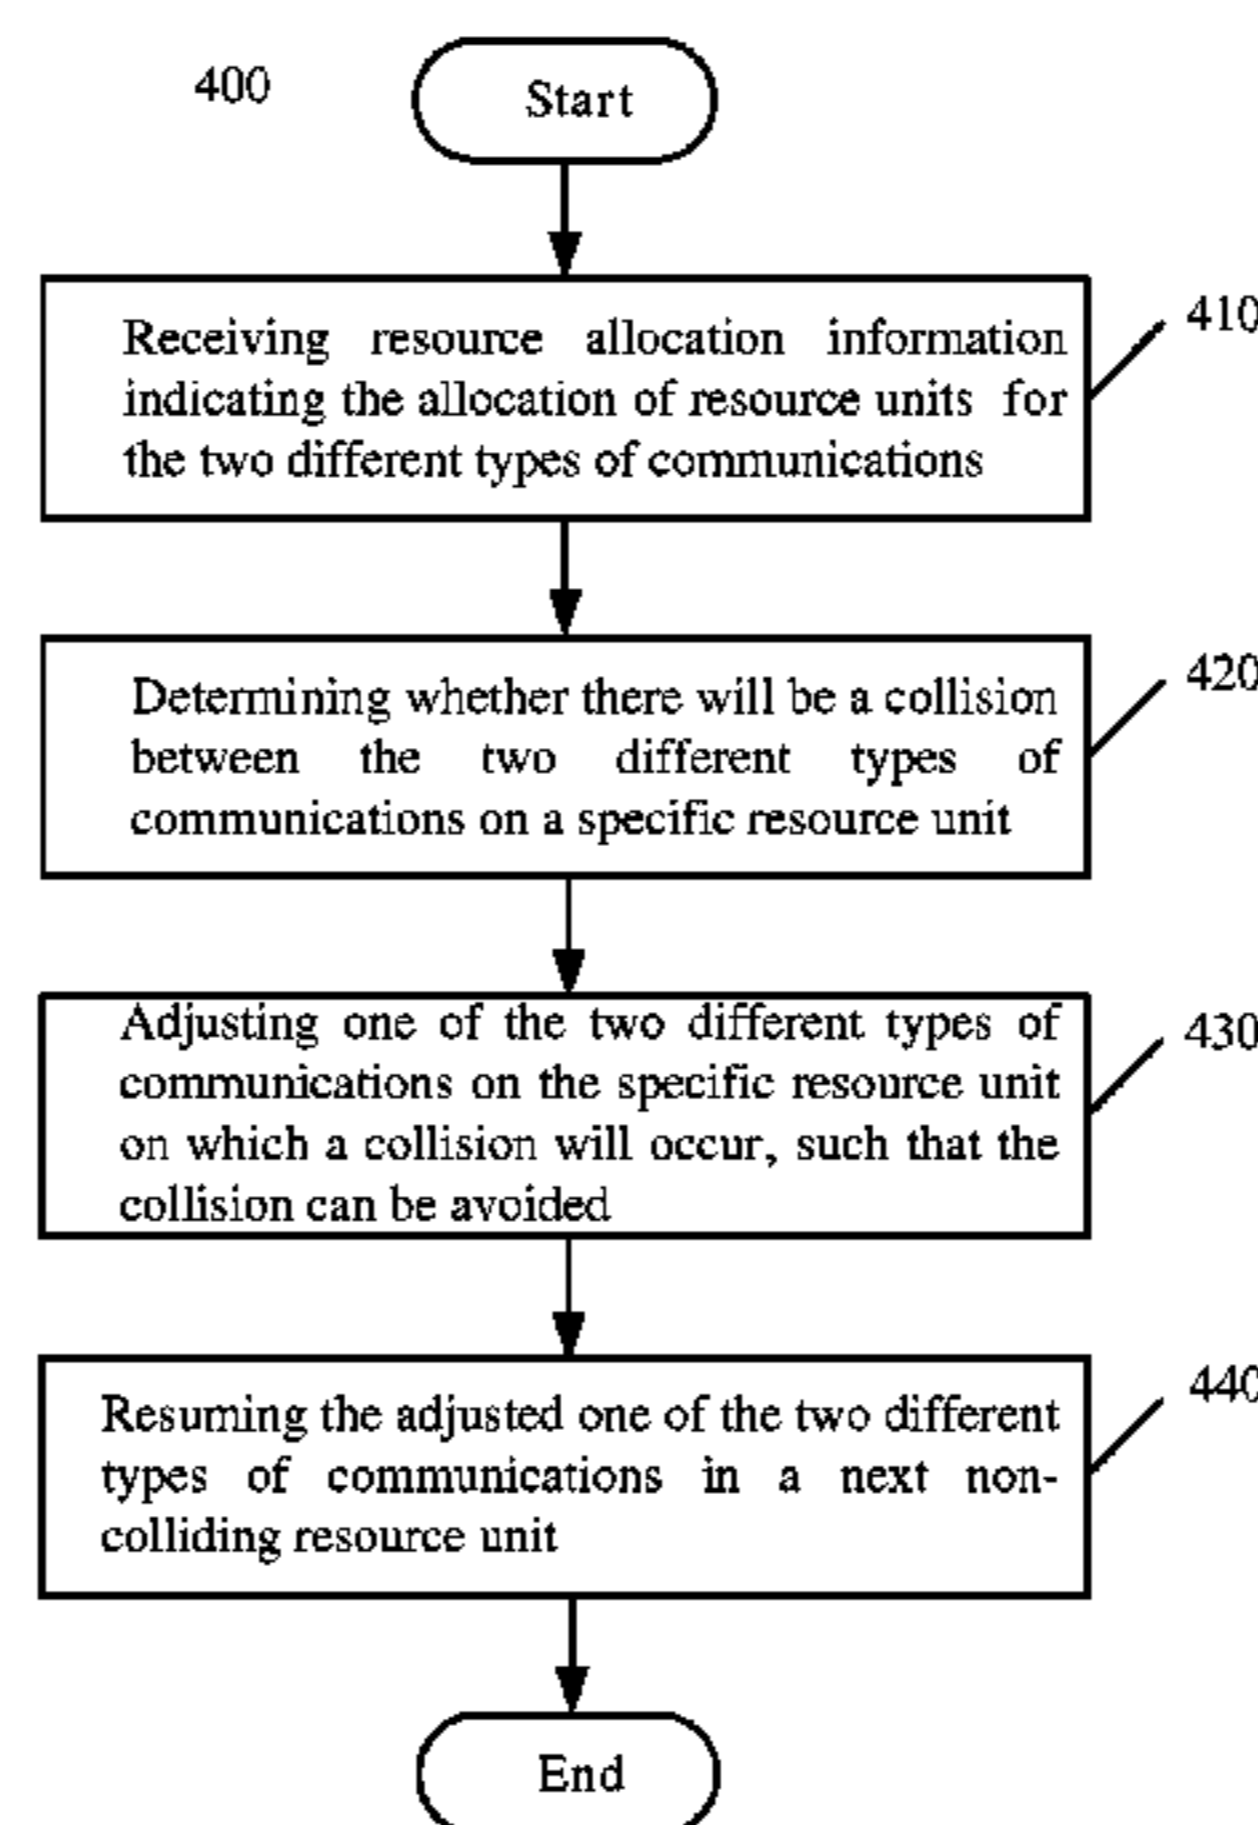 400
Start
Receiving resource allocation information
indicating the allocation of resource units for
the two different types of communications
410
Determining whether there will be a collision
between the two different types of
communications on a specific resource unit
420
Adjusting one of the two different types of
communications on the specific resource unit
on which a collision will occur, such that the
collision can be avoided
430
Resuming the adjusted one of the two different
types of communications in a next non-
colliding resource unit
440
End